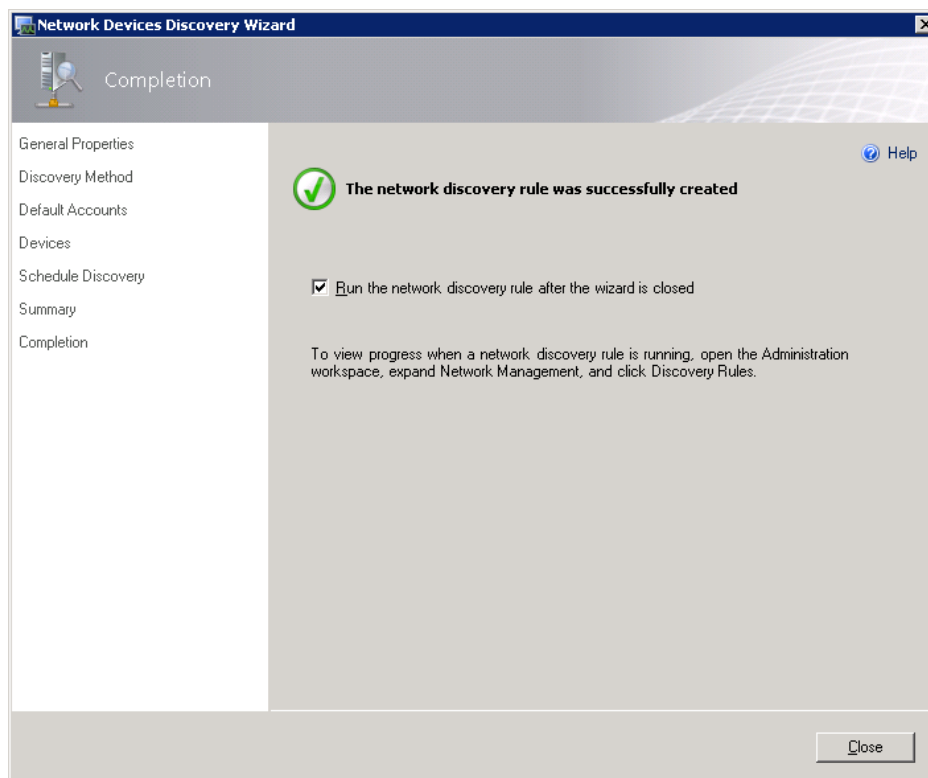 Network Devices Discovery Wizard
Completion
General Properties
Discovery Method
Default Accounts
Devices
Schedule Discovery
Summary
Completion
Help
The network discovery rule was successfully created
Run the network discovery rule after the wizard is closed
To view progress when a network discovery rule is running, open the Administration
workspace, expand Network Management, and click Discovery Rules.
Close